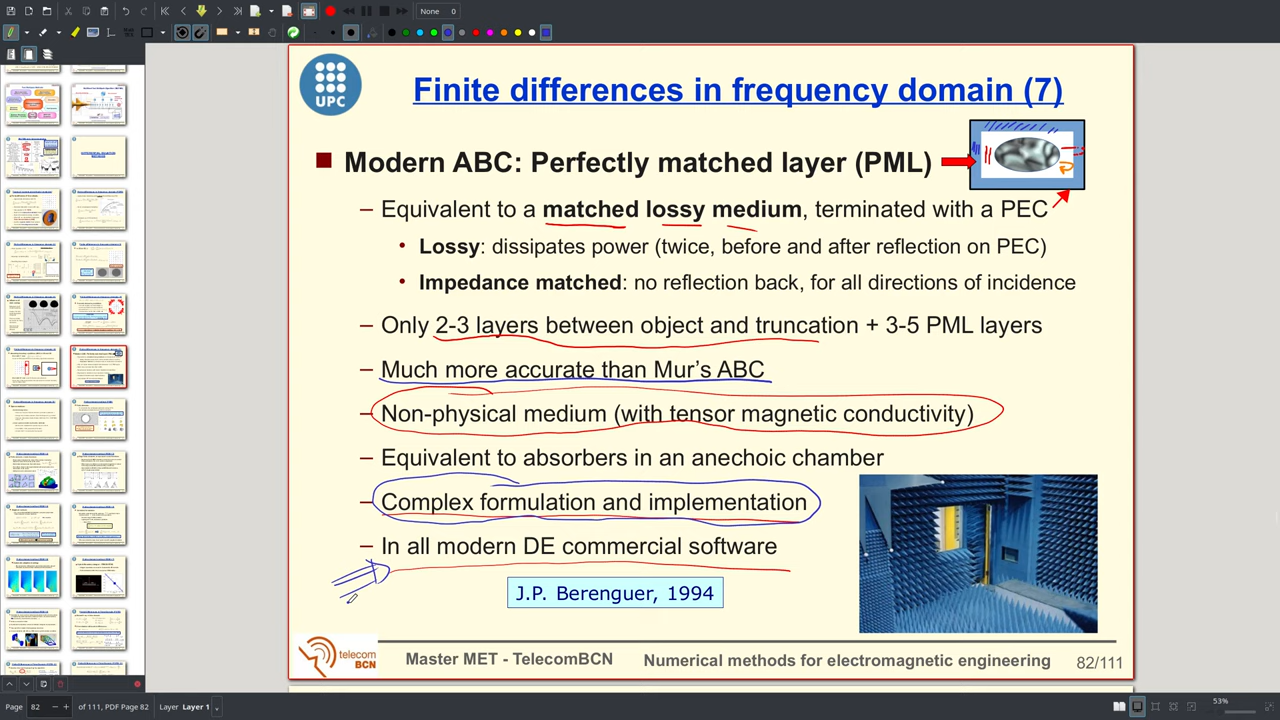 None 0
UPC
Finite differences in frequency domain (7)
Modern ABC: Perfectly matched layer (PML)
– Equivalent to a matched lossy medium, terminated with a PEC
• Lossy: dissipates power (twice, before and after reflection on PEC)
• Impedance matched: no reflection back, for all directions of incidence
– Only 2-3 layers between object and truncation + 3-5 PML layers
– Much more accurate than Mur's ABC
– Non-physical medium (with tensor magnetic conductivity)
– Equivalent to absorbers in an anechoic chamber
– Complex formulation and implementation
– In all modern DE commercial software
J.P. Berenguer, 1994
telecom
BCN
Master MET - TelecomBCN
Numerical methods for electromagnetic engineering
82/111
Page 82 of 111, PDF Page 82 Layer Layer 1
53%